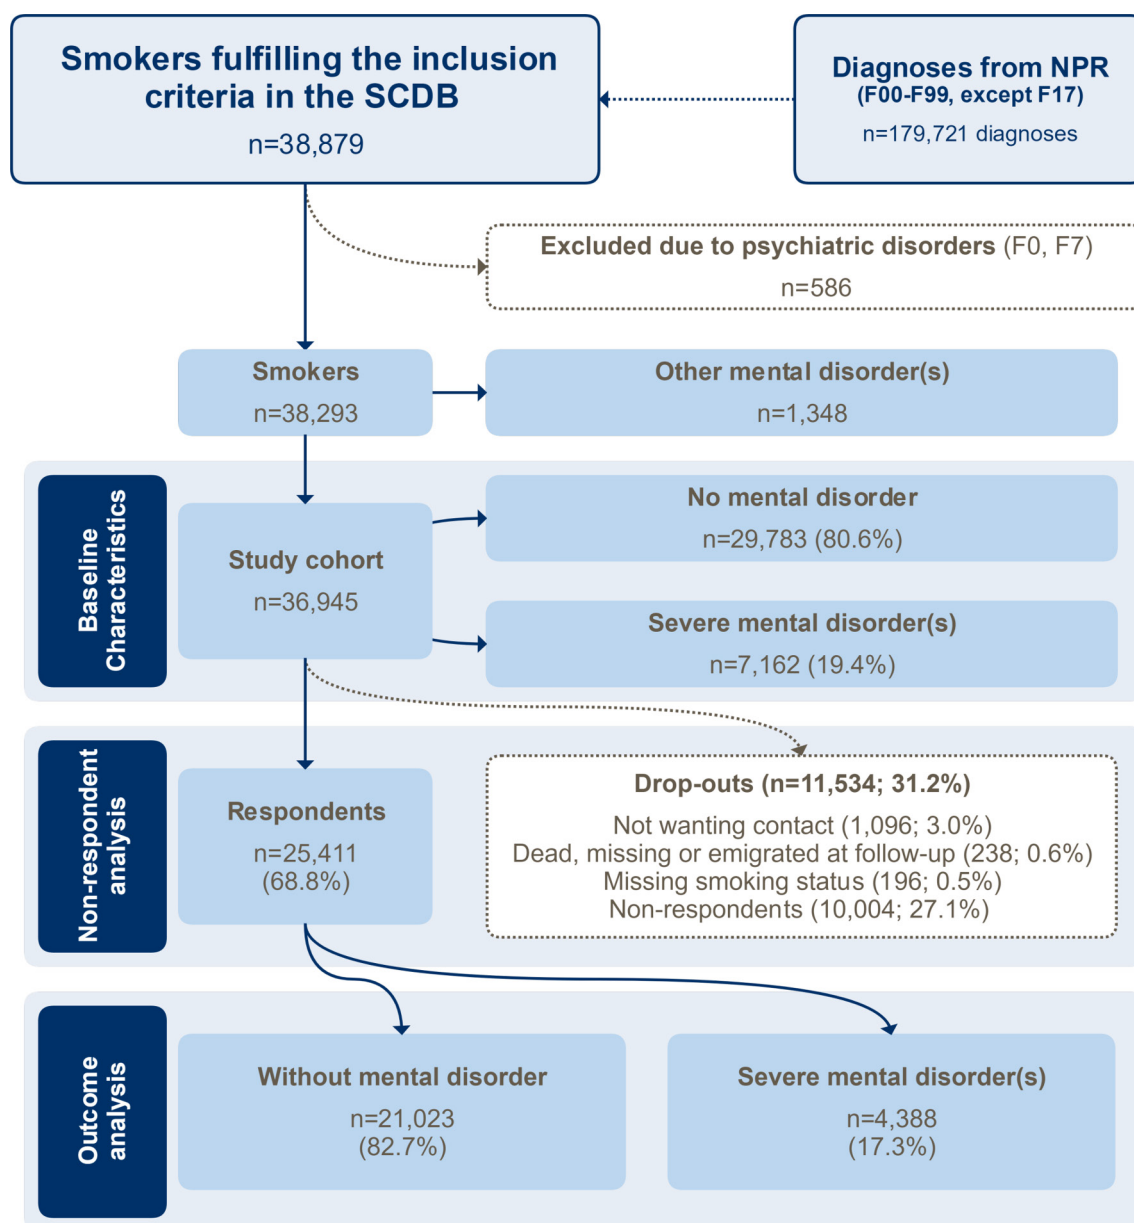 Smokers fulfilling the inclusion
criteria in the SCDB
n=38,879
Diagnoses from NPR
(F00-F99, except F17)
n=179,721 diagnoses
Excluded due to psychiatric disorders (F0, F7)
n=586
Smokers
n=38,293
Other mental disorder(s)
n=1,348
Baseline
Characteristics
Study cohort
n=36,945
No mental disorder
n=29,783 (80.6%)
Severe mental disorder(s)
n=7,162 (19.4%)
Non-respondent
analysis
Respondents
n=25,411
(68.8%)
Drop-outs (n=11,534; 31.2%)
Not wanting contact (1,096; 3.0%)
Dead, missing or emigrated at follow-up (238; 0.6%)
Missing smoking status (196; 0.5%)
Non-respondents (10,004; 27.1%)
Outcome
analysis
Without mental disorder
n=21,023
(82.7%)
Severe mental disorder(s)
n=4,388
(17.3%)